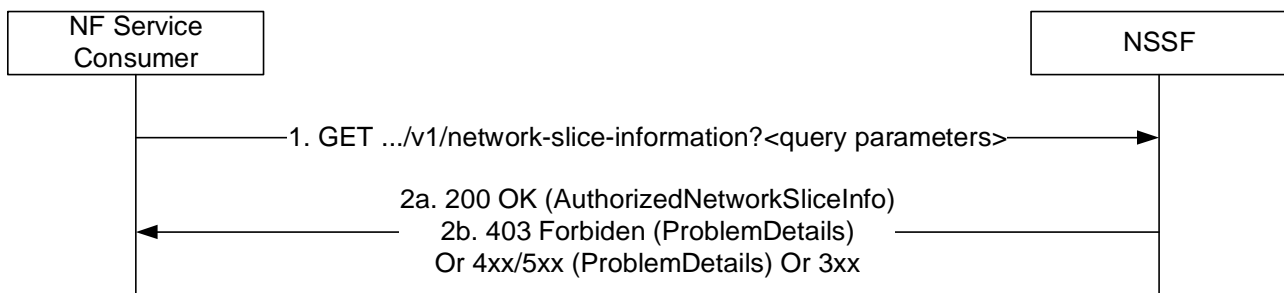 NF Service
Consumer
NSSF
1. GET .../v1/network-slice-information?<query parameters>
2a. 200 OK (AuthorizedNetworkSliceInfo)
2b. 403 Forbiden (ProblemDetails)
Or 4xx/5xx (ProblemDetails) Or 3xx